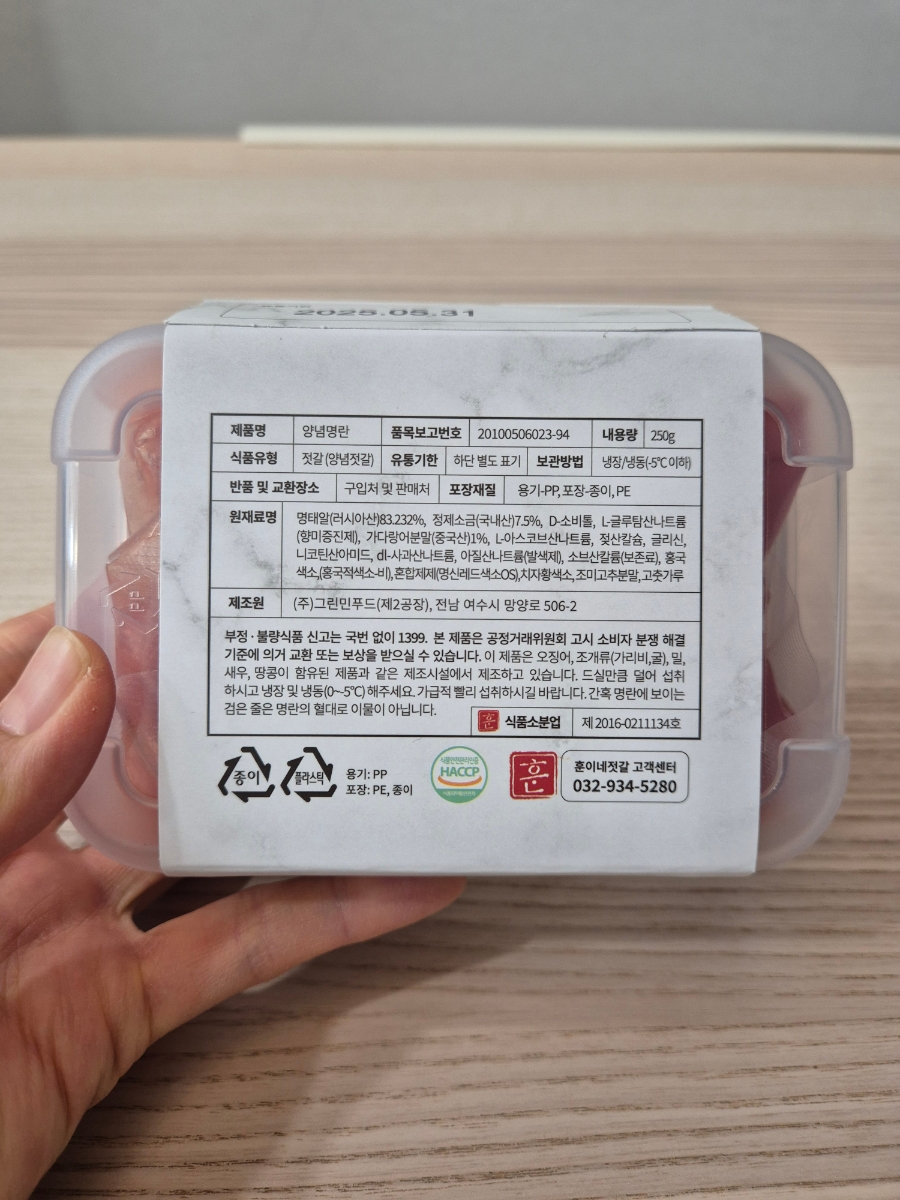 2025.05.31
제품명 양념명란 품목보고번호 20100506023-94 내용량 250g
식품유형 젓갈(양념젓갈) 유통기한 하단 별도 표기 보관방법 냉장/냉동(-5℃ 이하)
반품 및 교환장소 구입처 및 판매처 포장재질 용기-PP, 포장-종이, PE
원재료명 명태알(러시아산)83.232%, 정제소금(국내산)7.5%, D-소비톨, L-글루탐산나트륨
(향미증진제), 가다랑어분말(중국산)1%, L-아스코브산나트륨, 젖산칼슘, 글리신,
니코틴산아미드, dl-사과산나트륨, 아질산나트륨(발색제), 소브산칼륨(보존료), 홍국
색소,(홍국적색소-비),혼합제제(명신레드색소OS),치자황색소,조미고추분말,고춧가루
제조원 (주)그린민푸드(제2공장), 전남 여수시 망양로 506-2
부정·불량식품 신고는 국번 없이 1399. 본 제품은 공정거래위원회 고시 소비자 분쟁 해결
기준에 의거 교환 또는 보상을 받으실 수 있습니다. 이 제품은 오징어, 조개류(가리비,굴), 밀,
새우, 땅콩이 함유된 제품과 같은 제조시설에서 제조하고 있습니다. 드실만큼 덜어 섭취
하시고 냉장 및 냉동(0~-5℃) 해주세요. 가급적 빨리 섭취하시길 바랍니다. 간혹 명란에 보이는
검은 줄은 명란의 혈대로 이물이 아닙니다.
훈 식품소분업 제 2016-0211134호
종이 플라스틱 용기: PP
포장: PE, 종이
HACCP
훈
훈이네젓갈 고객센터
032-934-5280